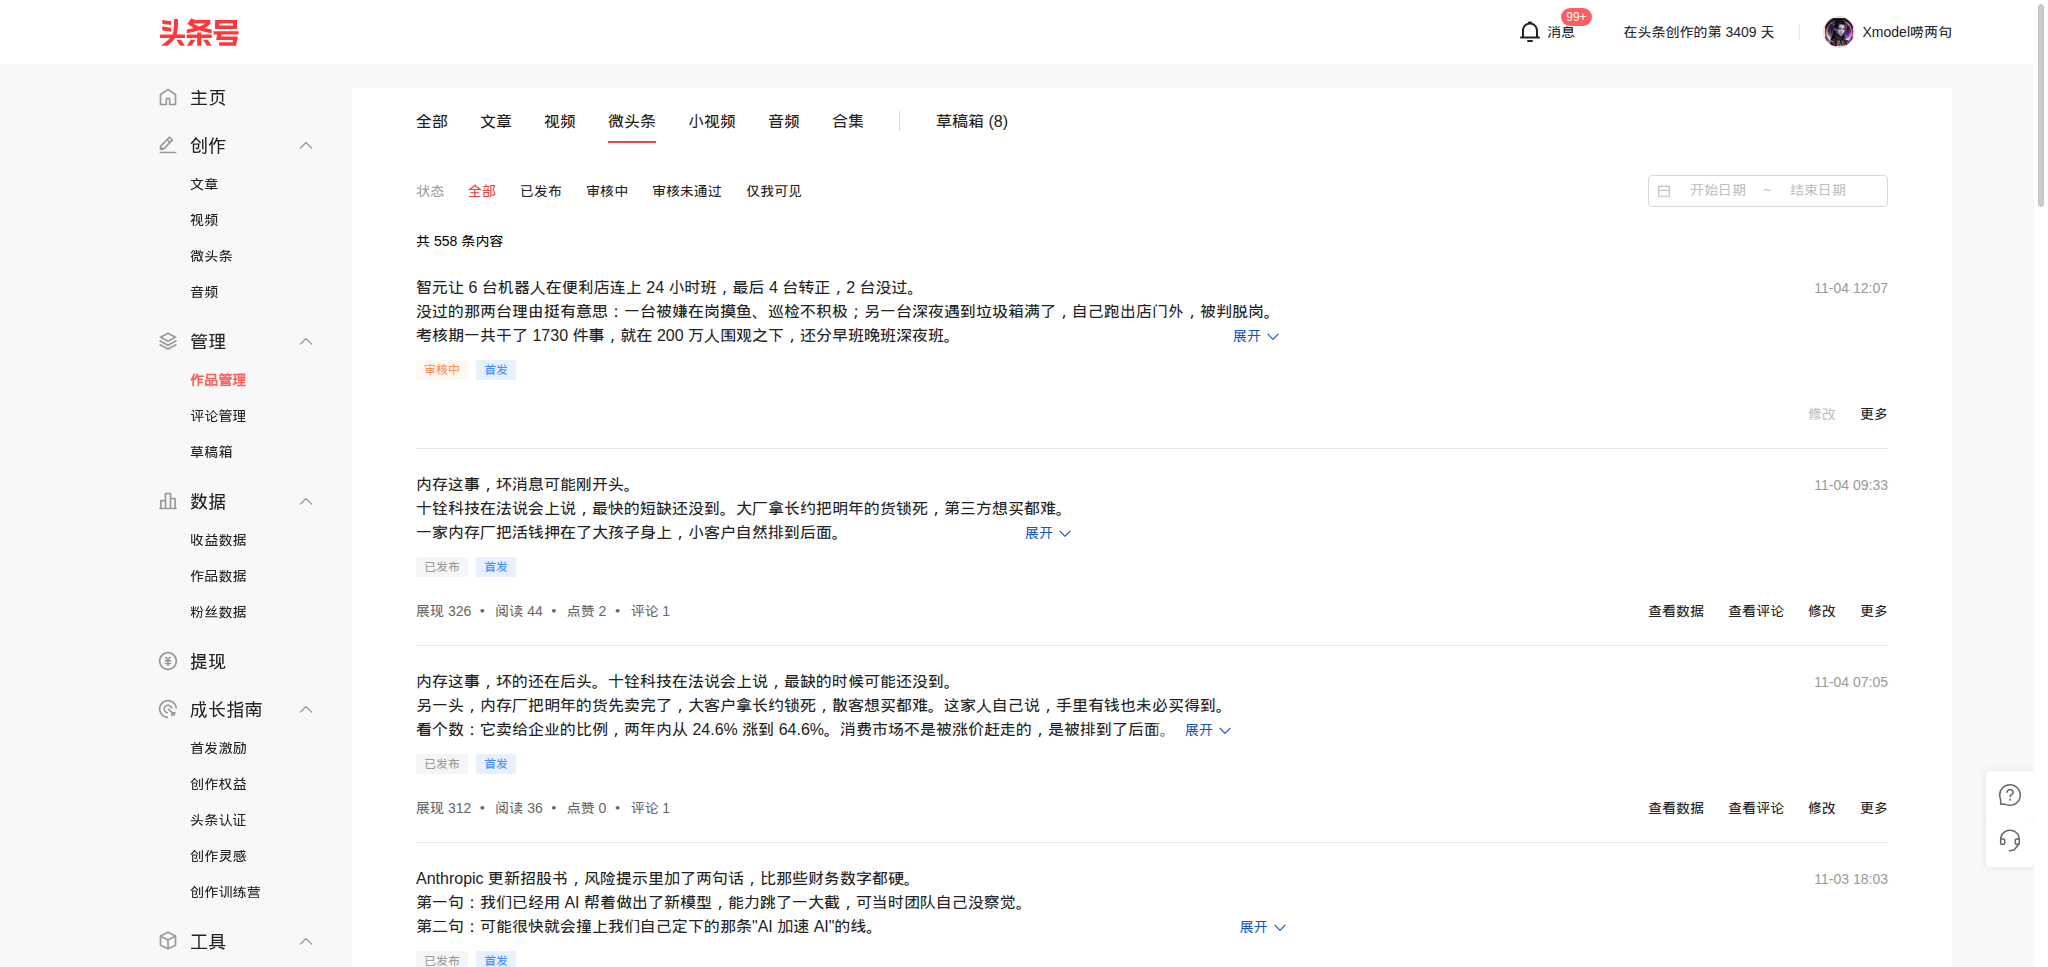 头条号
消息
99+
在头条创作的第 3409 天
Xmodel唠两句
主页
创作
文章
视频
微头条
音频
管理
作品管理
评论管理
草稿箱
数据
收益数据
作品数据
粉丝数据
提现
成长指南
首发激励
创作权益
头条认证
创作灵感
创作训练营
工具
全部 文章 视频 微头条 小视频 音频 合集 草稿箱 (8)
状态 全部 已发布 审核中 审核未通过 仅我可见
开始日期 ~ 结束日期
共 558 条内容
智元让 6 台机器人在便利店连上 24 小时班，最后 4 台转正，2 台没过。
11-04 12:07
没过的那两台理由挺有意思：一台被嫌在岗摸鱼、巡检不积极；另一台深夜遇到垃圾箱满了，自己跑出店门外，被判脱岗。
考核期一共干了 1730 件事，就在 200 万人围观之下，还分早班晚班深夜班。
展开
审核中 首发
修改 更多
内存这事，坏消息可能刚开头。
11-04 09:33
十铨科技在法说会上说，最快的短缺还没到。大厂拿长约把明年的货锁死，第三方想买都难。
一家内存厂把活钱押在了大孩子身上，小客户自然排到后面。
展开
已发布 首发
展现 326 • 阅读 44 • 点赞 2 • 评论 1
查看数据 查看评论 修改 更多
内存这事，坏的还在后头。十铨科技在法说会上说，最缺的时候可能还没到。
11-04 07:05
另一头，内存厂把明年的货先卖完了，大客户拿长约锁死，散客想买都难。这家人自己说，手里有钱也未必买得到。
看个数：它卖给企业的比例，两年内从 24.6% 涨到 64.6%。消费市场不是被涨价赶走的，是被排到了后面。
展开
已发布 首发
展现 312 • 阅读 36 • 点赞 0 • 评论 1
查看数据 查看评论 修改 更多
Anthropic 更新招股书，风险提示里加了两句话，比那些财务数字都硬。
11-03 18:03
第一句：我们已经用 AI 帮着做出了新模型，能力跳了一大截，可当时团队自己没察觉。
第二句：可能很快就会撞上我们自己定下的那条"AI 加速 AI"的线。
展开
已发布 首发